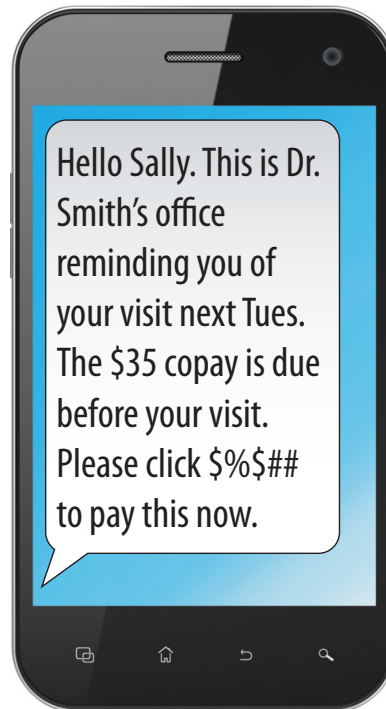 Hello Sally. This is Dr.
Smith’s office
reminding you of
your visit next Tues.
The $35 copay is due
before your visit.
Please click $%$##
to pay this now.